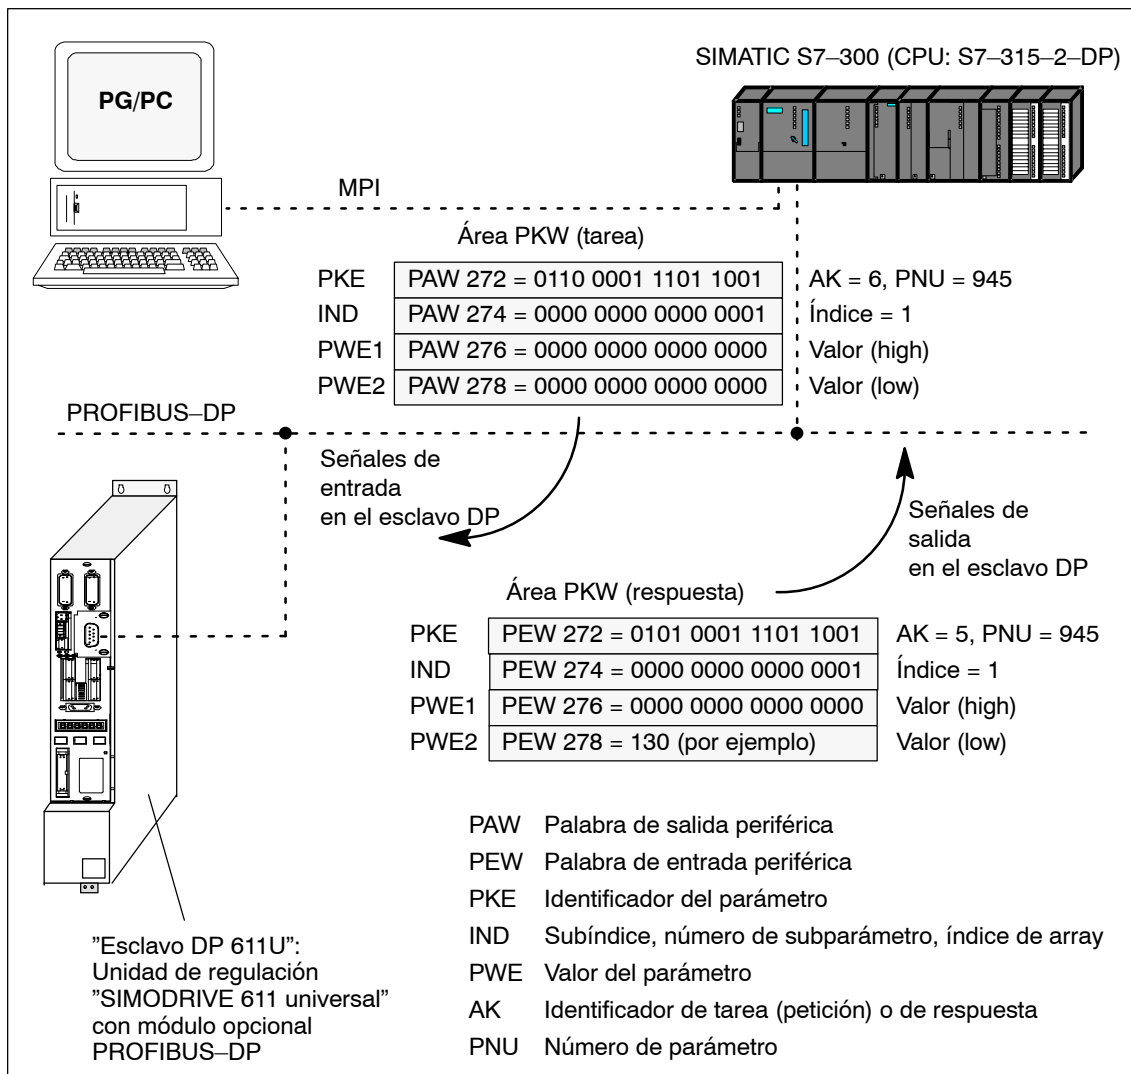 SIMATIC S7–300 (CPU: S7–315–2–DP)
PG/PC
MPI
Área PKW (tarea)
PKE PAW 272 = 0110 0001 1101 1001 AK = 6, PNU = 945
IND PAW 274 = 0000 0000 0000 0001 Índice = 1
PWE1 PAW 276 = 0000 0000 0000 0000 Valor (high)
PWE2 PAW 278 = 0000 0000 0000 0000 Valor (low)
PROFIBUS–DP
Señales de
entrada
en el esclavo DP
Señales de
salida
en el esclavo DP
Área PKW (respuesta)
PKE PEW 272 = 0101 0001 1101 1001 AK = 5, PNU = 945
IND PEW 274 = 0000 0000 0000 0001 Índice = 1
PWE1 PEW 276 = 0000 0000 0000 0000 Valor (high)
PWE2 PEW 278 = 130 (por ejemplo) Valor (low)
PAW Palabra de salida periférica
PEW Palabra de entrada periférica
PKE Identificador del parámetro
IND Subíndice, número de subparámetro, índice de array
PWE Valor del parámetro
AK Identificador de tarea (petición) o de respuesta
PNU Número de parámetro
”Esclavo DP 611U”:
Unidad de regulación
”SIMODRIVE 611 universal”
con módulo opcional
PROFIBUS–DP